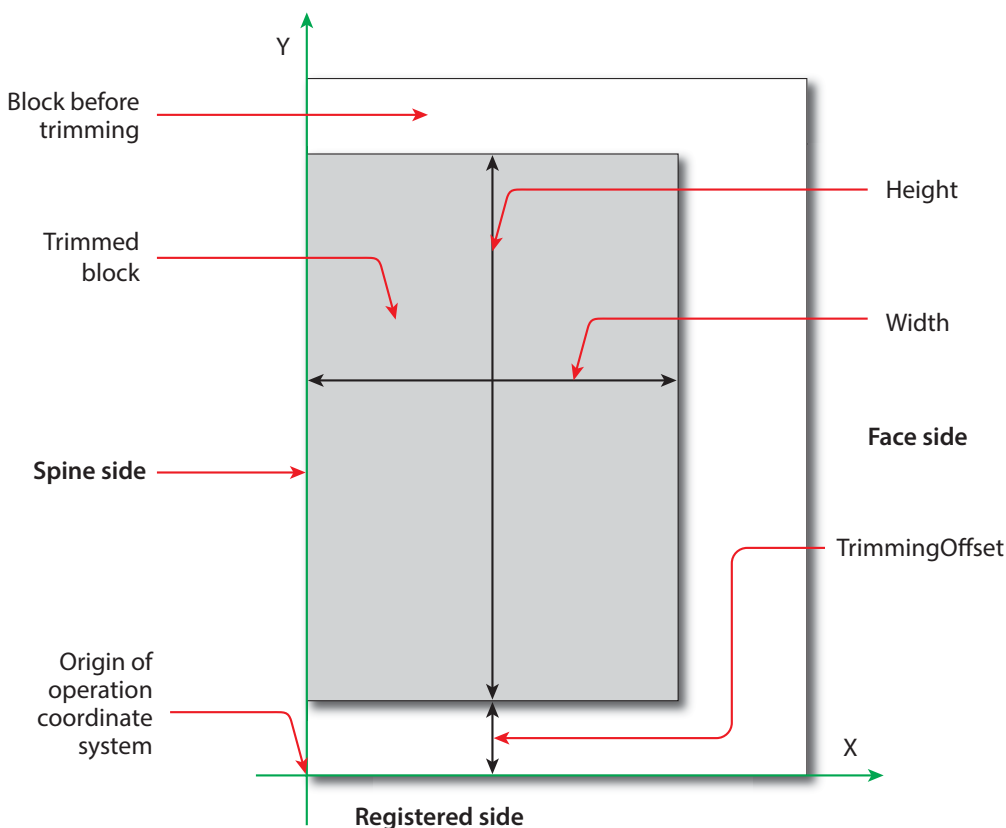 Y
Block before
trimming
Height
Trimmed
block
Width
Face side
Spine side
TrimmingOffset
Origin of
operation
coordinate
system
X
Registered side